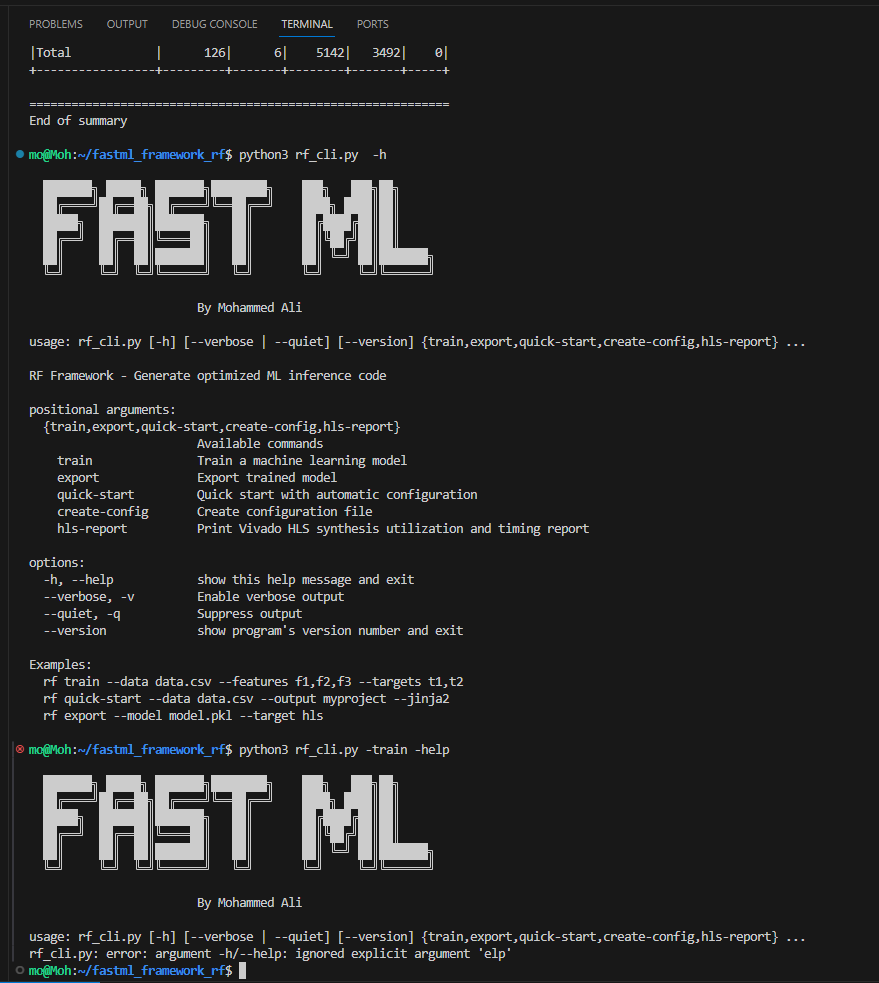 PROBLEMS OUTPUT DEBUG CONSOLE TERMINAL PORTS
|Total            |      126|      6|    5142|   3492|    0|
+-----------------+---------+-------+--------+-------+-----+
============================================================
End of summary
mo@Moh:~/fastml_framework_rf$ python3 rf_cli.py  -h
FAST ML
By Mohammed Ali
usage: rf_cli.py [-h] [--verbose | --quiet] [--version] {train,export,quick-start,create-config,hls-report} ...
RF Framework - Generate optimized ML inference code
positional arguments:
  {train,export,quick-start,create-config,hls-report}
                        Available commands
    train               Train a machine learning model
    export              Export trained model
    quick-start         Quick start with automatic configuration
    create-config       Create configuration file
    hls-report          Print Vivado HLS synthesis utilization and timing report
options:
  -h, --help            show this help message and exit
  --verbose, -v         Enable verbose output
  --quiet, -q           Suppress output
  --version             show program's version number and exit
Examples:
  rf train --data data.csv --features f1,f2,f3 --targets t1,t2
  rf quick-start --data data.csv --output myproject --jinja2
  rf export --model model.pkl --target hls
mo@Moh:~/fastml_framework_rf$ python3 rf_cli.py -train -help
FAST ML
By Mohammed Ali
usage: rf_cli.py [-h] [--verbose | --quiet] [--version] {train,export,quick-start,create-config,hls-report} ...
rf_cli.py: error: argument -h/--help: ignored explicit argument 'elp'
mo@Moh:~/fastml_framework_rf$